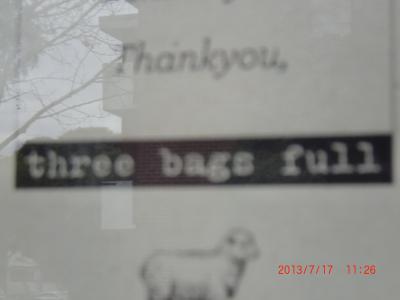 Thankyou,
three bags full
2013/7/17 11:26